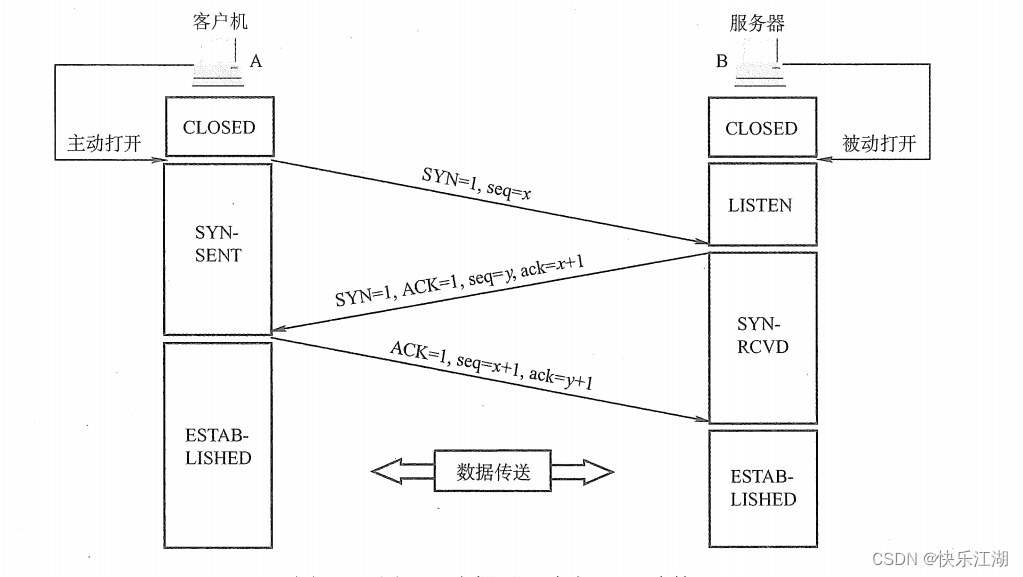 客户机
服务器
A
B
CLOSED
CLOSED
主动打开
被动打开
SYN=1, seq=x
LISTEN
SYN-
SENT
SYN=1, ACK=1, seq=y, ack=x+1
SYN-
RCVD
ACK=1, seq=x+1, ack=y+1
ESTAB-
LISHED
数据传送
ESTAB-
LISHED
CSDN @快乐江湖